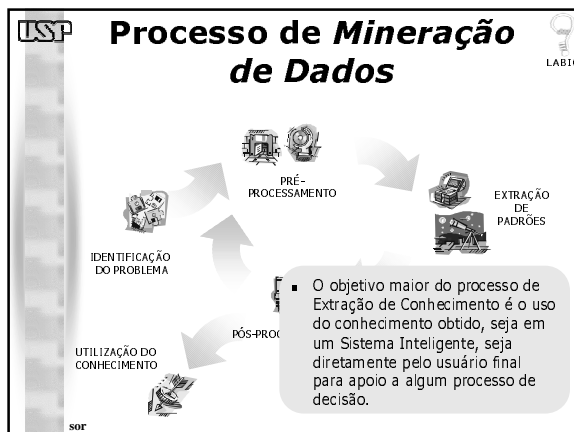 USP
Processo de Mineração
de Dados
LABIC
PRÉ-
PROCESSAMENTO
EXTRAÇÃO
DE
PADRÕES
IDENTIFICAÇÃO
DO PROBLEMA
▪ O objetivo maior do processo de
Extração de Conhecimento é o uso
do conhecimento obtido, seja em
um Sistema Inteligente, seja
diretamente pelo usuário final
para apoio a algum processo de
decisão.
PÓS-PROC
UTILIZAÇÃO DO
CONHECIMENTO
sor